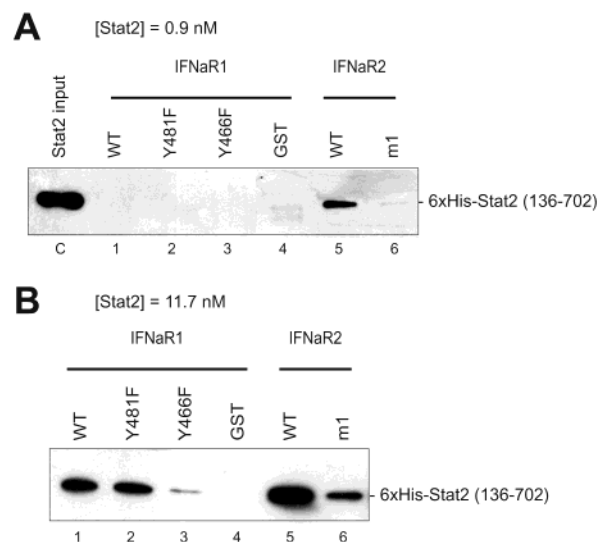 A
[Stat2] = 0.9 nM
IFNaR1
IFNaR2
Stat2 input
WT
Y481F
Y466F
GST
WT
m1
- 6xHis-Stat2 (136-702)
C 1 2 3 4 5 6
B
[Stat2] = 11.7 nM
IFNaR1
IFNaR2
WT
Y481F
Y466F
GST
WT
m1
- 6xHis-Stat2 (136-702)
1 2 3 4 5 6